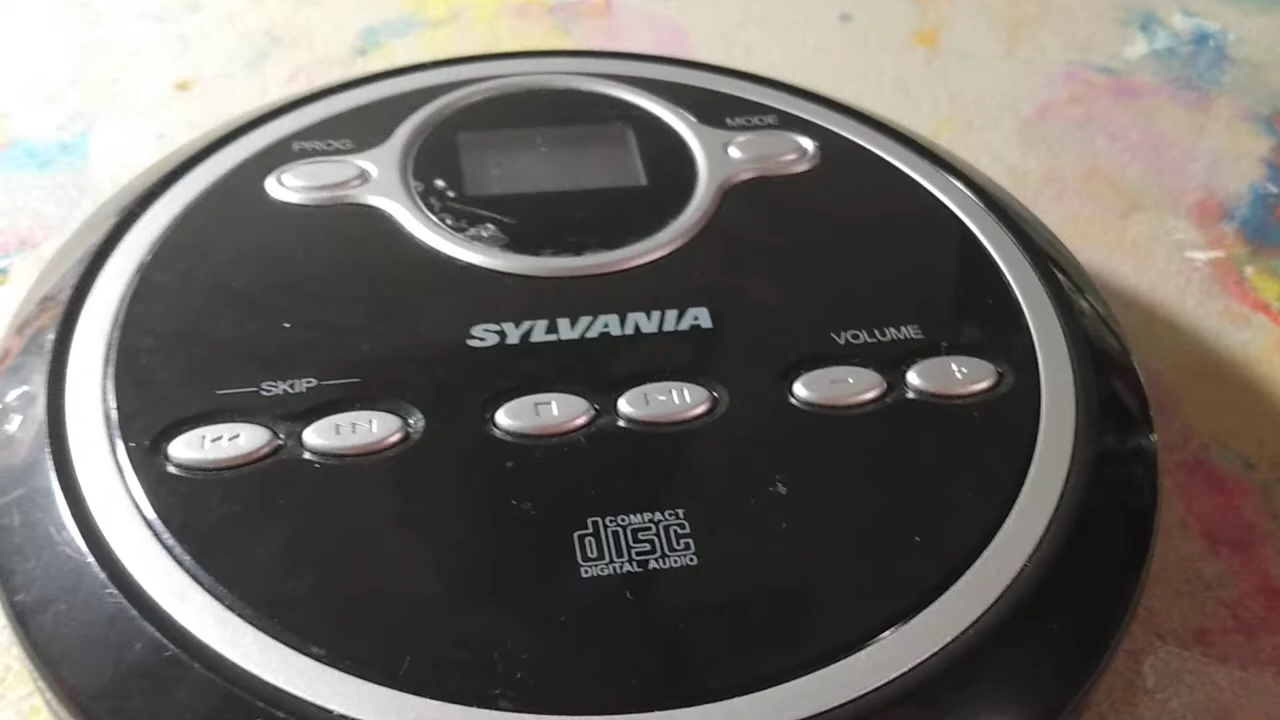 PROG.
MODE
SYLVANIA
VOLUME
SKIP
COMPACT
disc
DIGITAL AUDIO